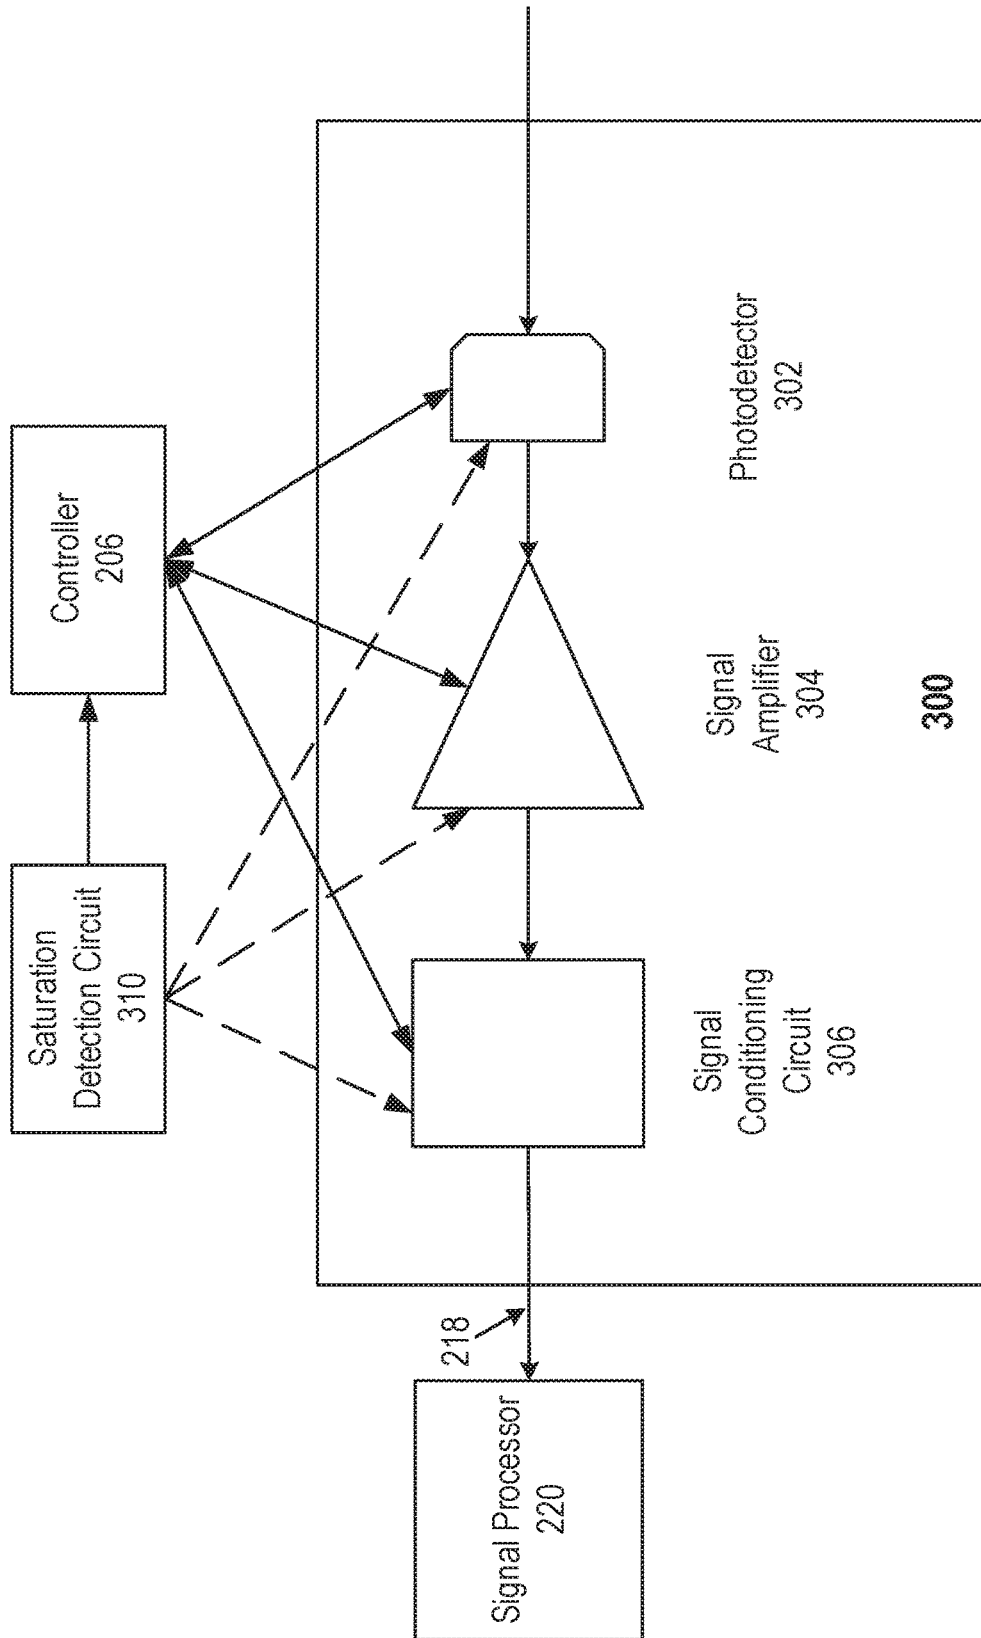 Saturation
Detection Circuit
310
Controller
206
Signal Processor
220
218
Signal
Conditioning
Circuit
306
Signal
Amplifier
304
Photodetector
302
300